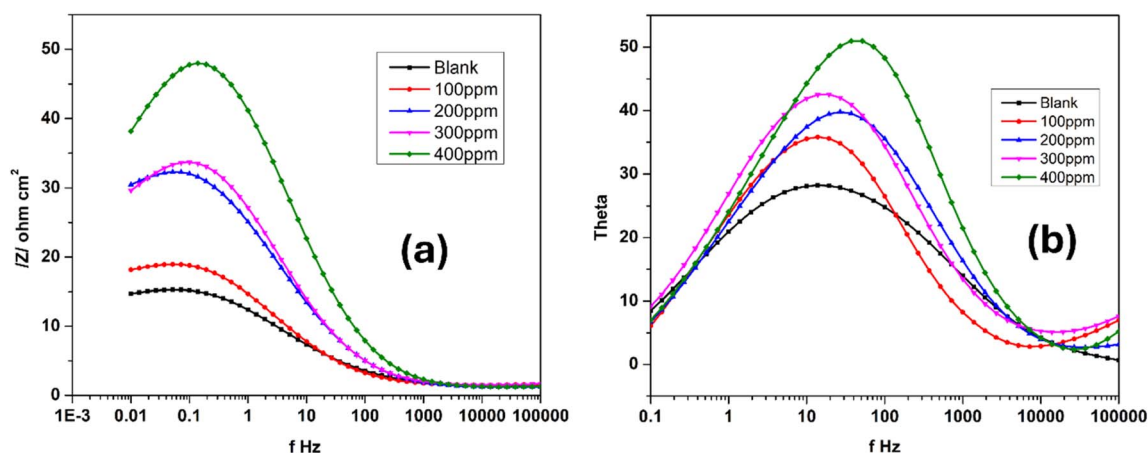 50
40
30
20
10
0
/Z/ ohm cm²
Blank
100ppm
200ppm
300ppm
400ppm
(a)
1E-3 0.01 0.1 1 10 100 1000 10000 100000
f Hz
50
40
30
20
10
0
Theta
Blank
100ppm
200ppm
300ppm
400ppm
(b)
0.1 1 10 100 1000 10000 100000
f Hz